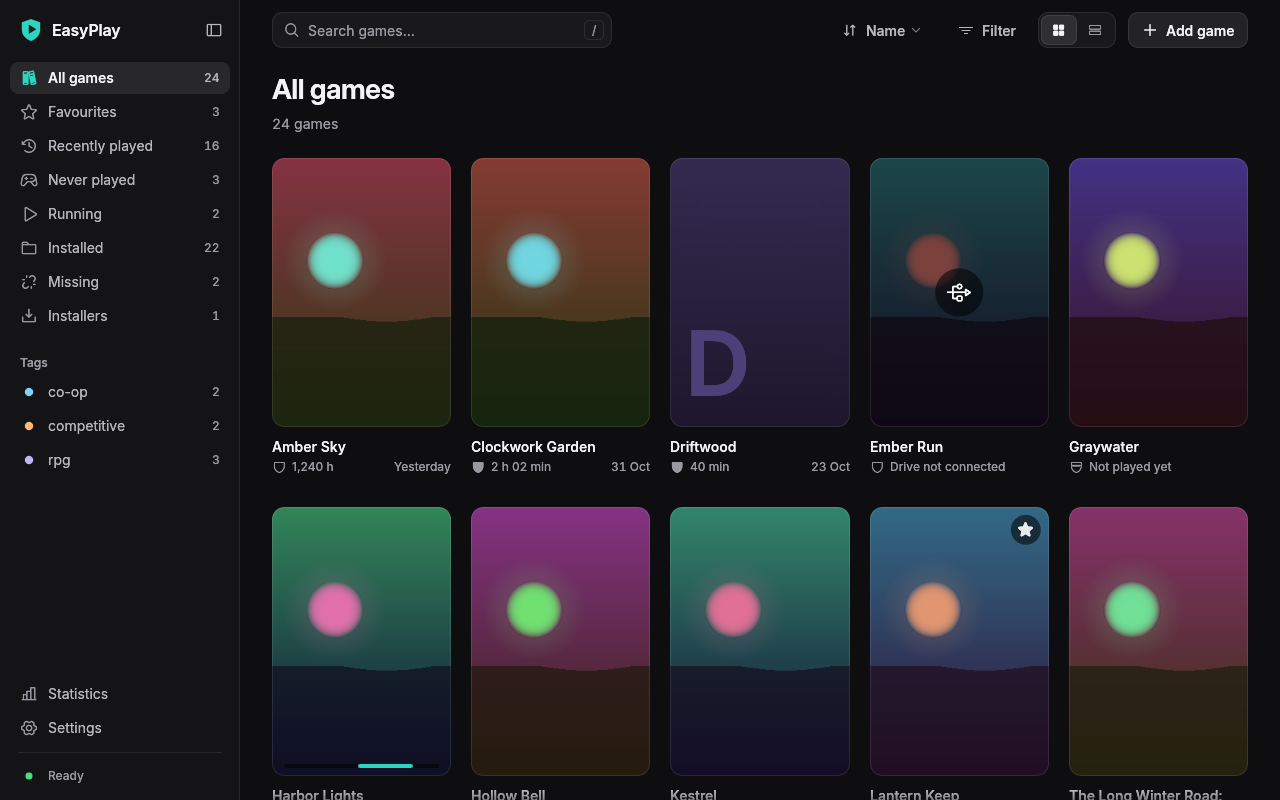 EasyPlay
Search games...
/
Name
Filter
Add game
All games 24
Favourites 3
Recently played 16
Never played 3
Running 2
Installed 22
Missing 2
Installers 1
Tags
co-op 2
competitive 2
rpg 3
Statistics
Settings
Ready
All games
24 games
D
Amber Sky
1,240 h Yesterday
Clockwork Garden
2 h 02 min 31 Oct
Driftwood
40 min 23 Oct
Ember Run
Drive not connected
Graywater
Not played yet
Harbor Lights
Hollow Bell
Kestrel
Lantern Keep
The Long Winter Road: